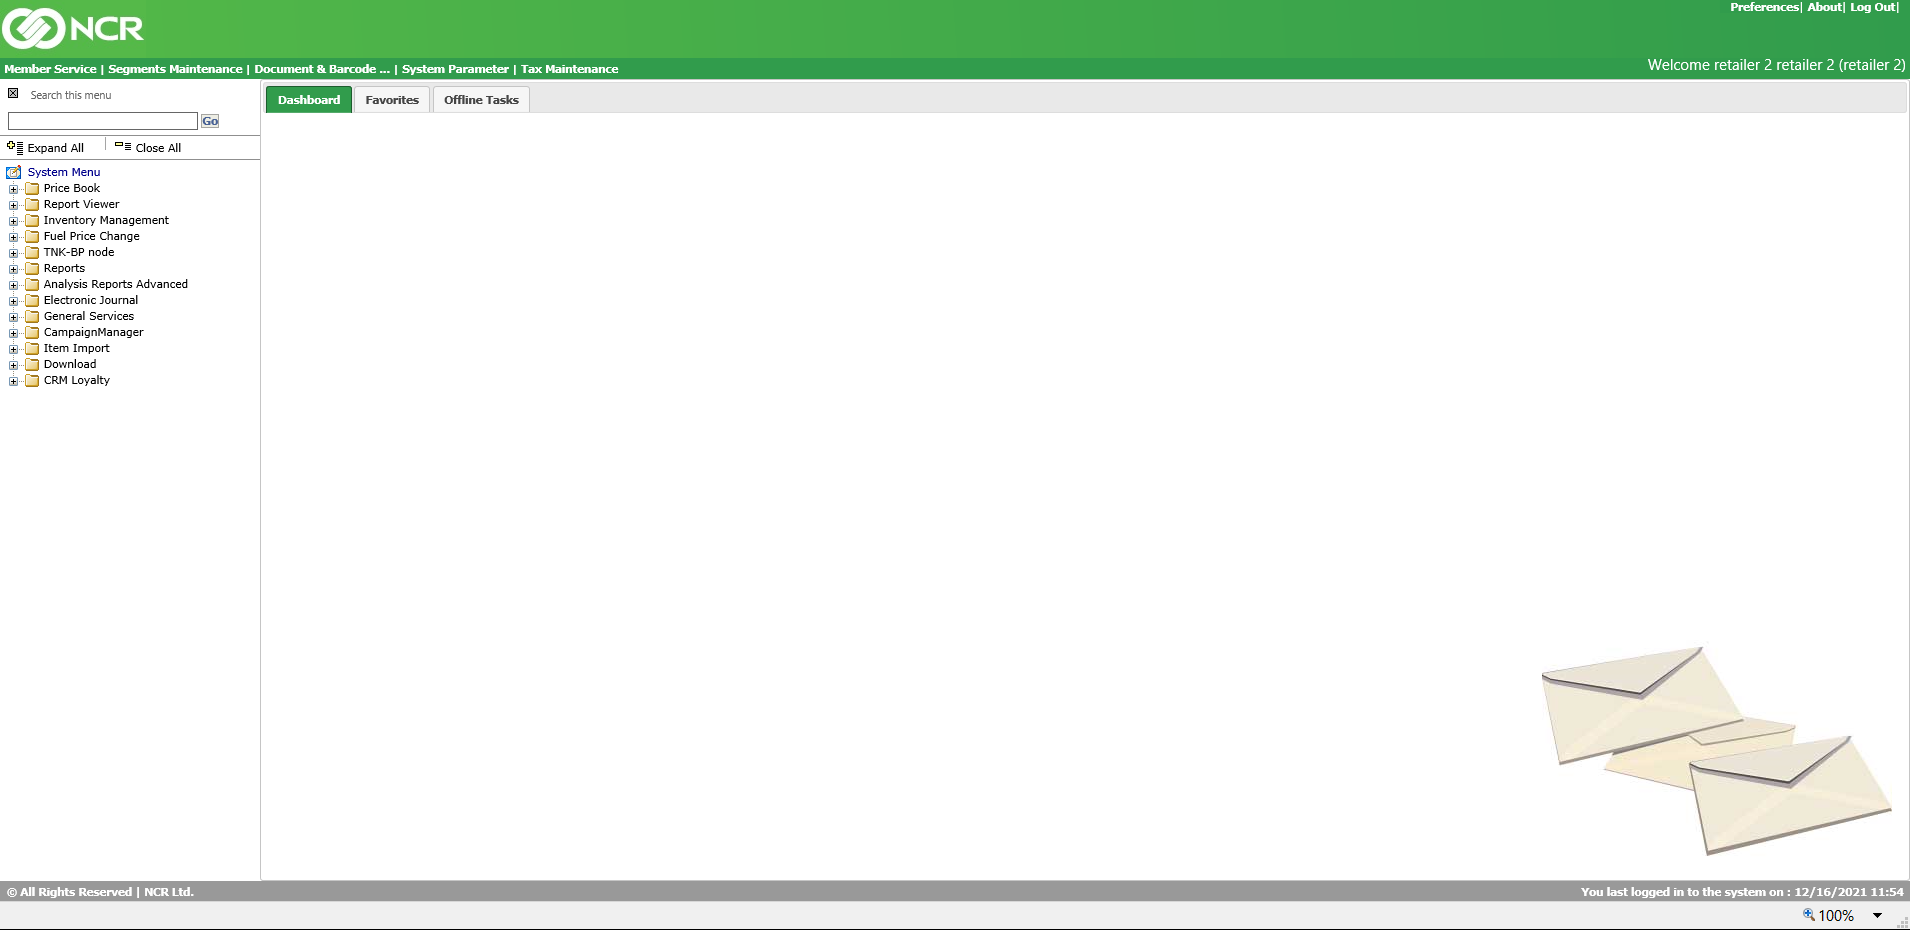 NCR
Preferences| About| Log Out|
Member Service | Segments Maintenance | Document & Barcode ... | System Parameter | Tax Maintenance
Welcome retailer 2 retailer 2 (retailer 2)
Search this menu
Go
Expand All
Close All
Dashboard
Favorites
Offline Tasks
System Menu
Price Book
Report Viewer
Inventory Management
Fuel Price Change
TNK-BP node
Reports
Analysis Reports Advanced
Electronic Journal
General Services
CampaignManager
Item Import
Download
CRM Loyalty
© All Rights Reserved | NCR Ltd.
You last logged in to the system on : 12/16/2021 11:54
100%